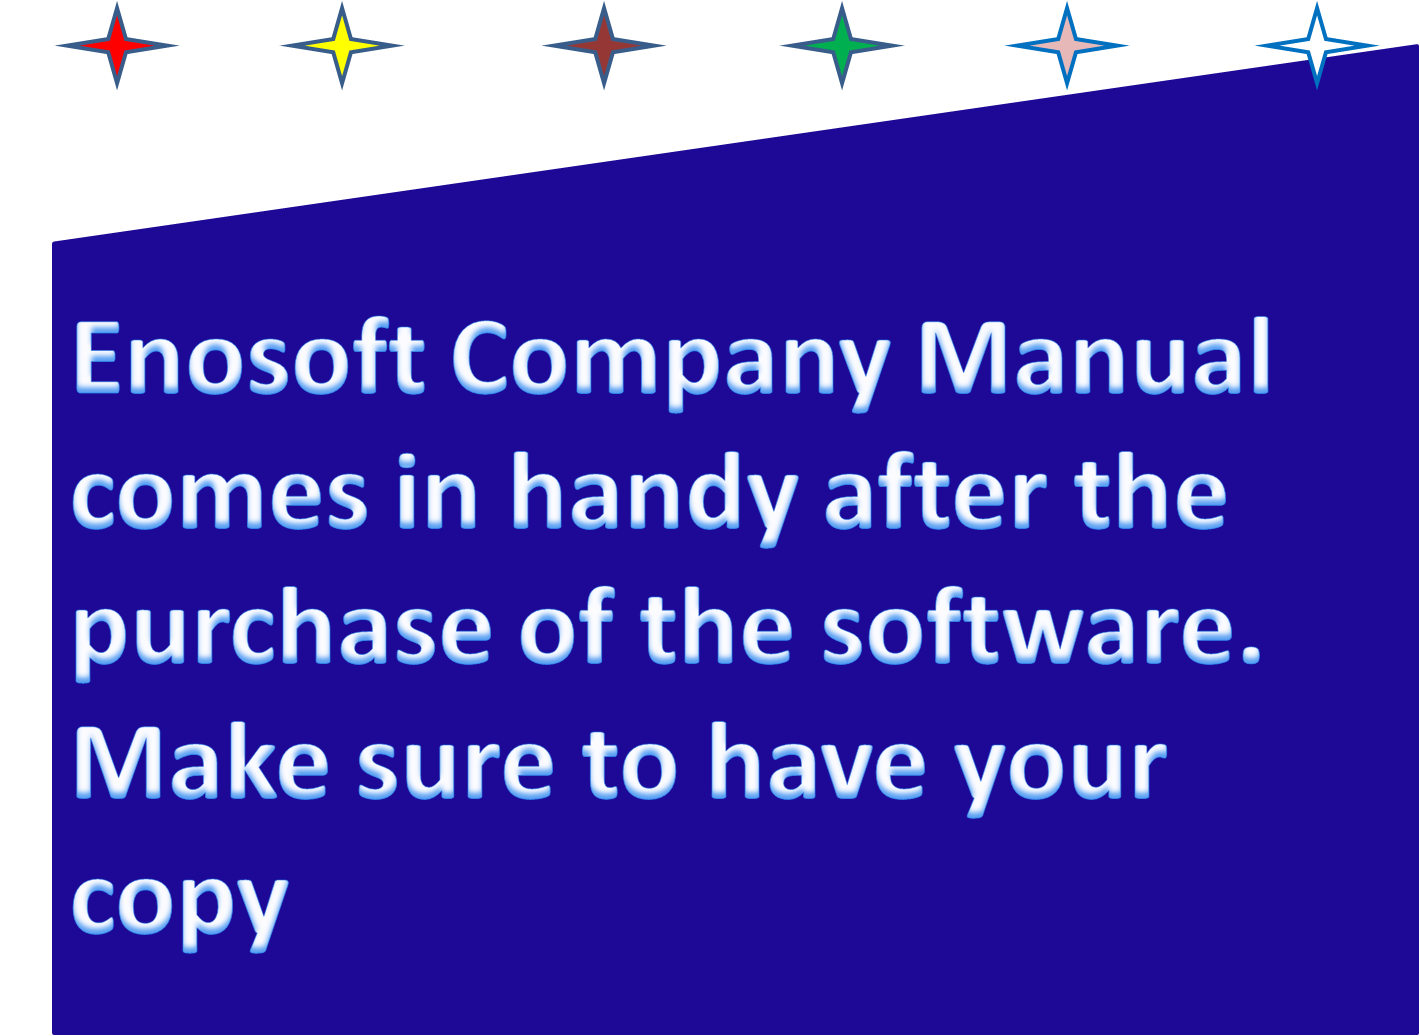 Enosoft Company Manual
comes in handy after the
purchase of the software.
Make sure to have your
copy